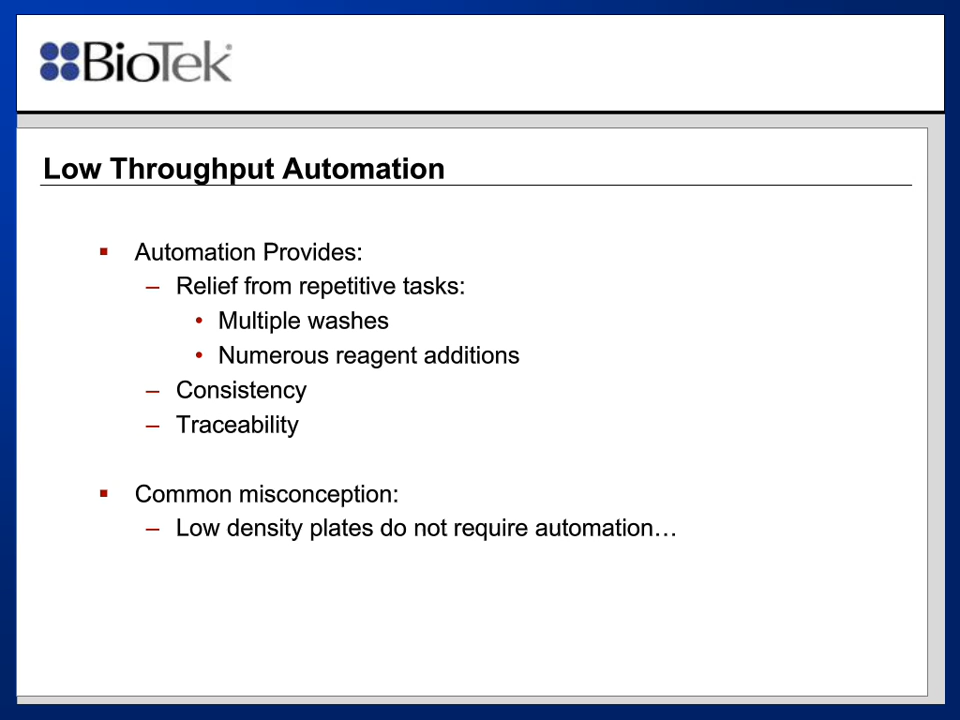 BioTek
Low Throughput Automation
▪ Automation Provides:
– Relief from repetitive tasks:
• Multiple washes
• Numerous reagent additions
– Consistency
– Traceability
▪ Common misconception:
– Low density plates do not require automation…